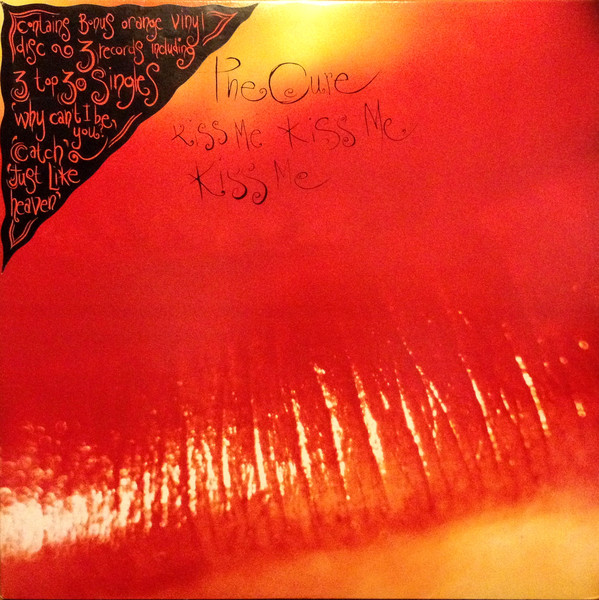 contains Bonus orange vinyl
disc 3 records including
3 top 30 Singles
why can't I be
you,
'Catch'
'Just Like
heaven'
The Cure
Kiss Me Kiss Me
Kiss Me